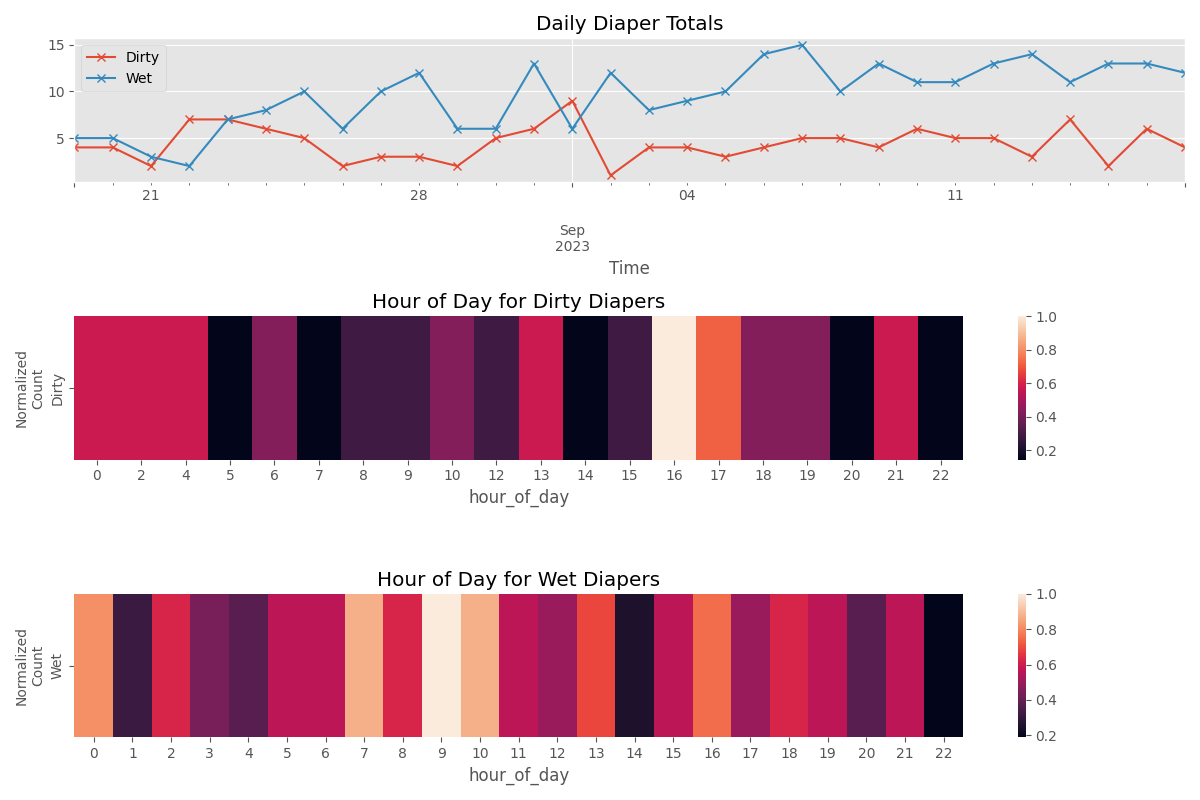 Daily Diaper Totals
15
10
5
Dirty
Wet
21 28 04 11
Sep
2023
Time
Hour of Day for Dirty Diapers
Normalized
Count
Dirty
0 2 4 5 6 7 8 9 10 12 13 14 15 16 17 18 19 20 21 22
hour_of_day
1.0
0.8
0.6
0.4
0.2
Hour of Day for Wet Diapers
Normalized
Count
Wet
0 1 2 3 4 5 6 7 8 9 10 11 12 13 14 15 16 17 18 19 20 21 22
hour_of_day
1.0
0.8
0.6
0.4
0.2